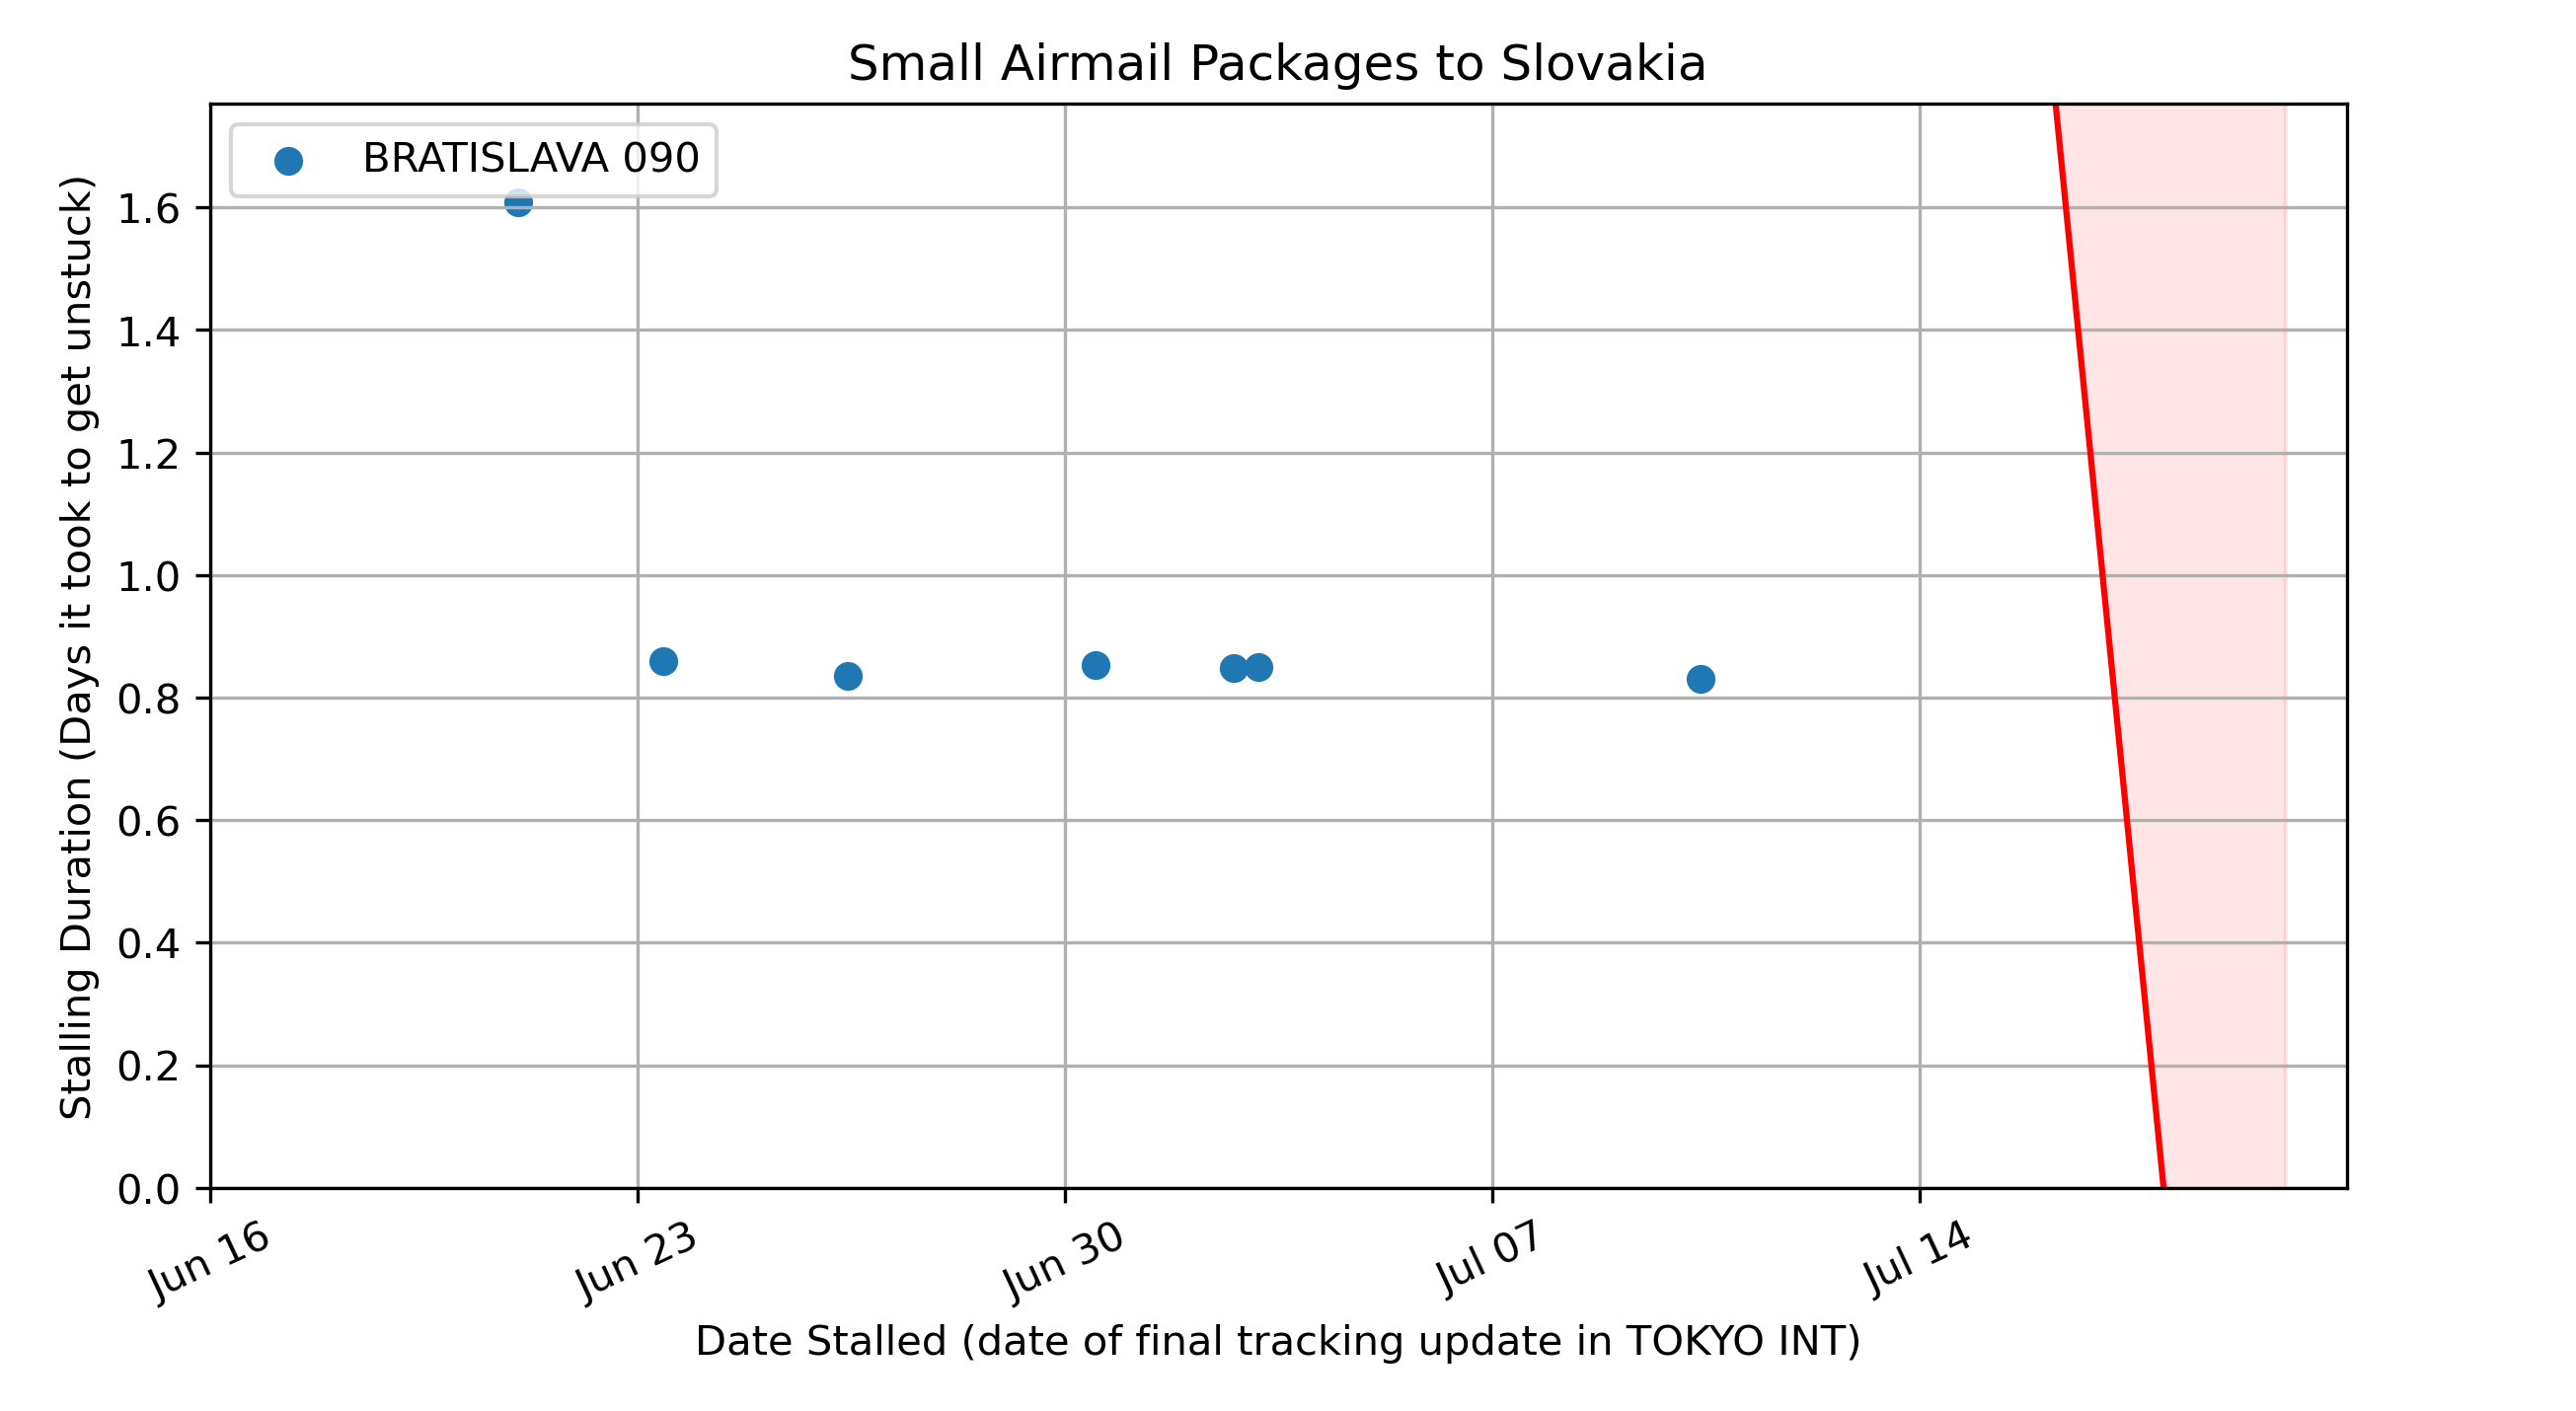 Small Airmail Packages to Slovakia
BRATISLAVA 090
Stalling Duration (Days it took to get unstuck)
1.6
1.4
1.2
1.0
0.8
0.6
0.4
0.2
0.0
Jun 16
Jun 23
Jun 30
Jul 07
Jul 14
Date Stalled (date of final tracking update in TOKYO INT)